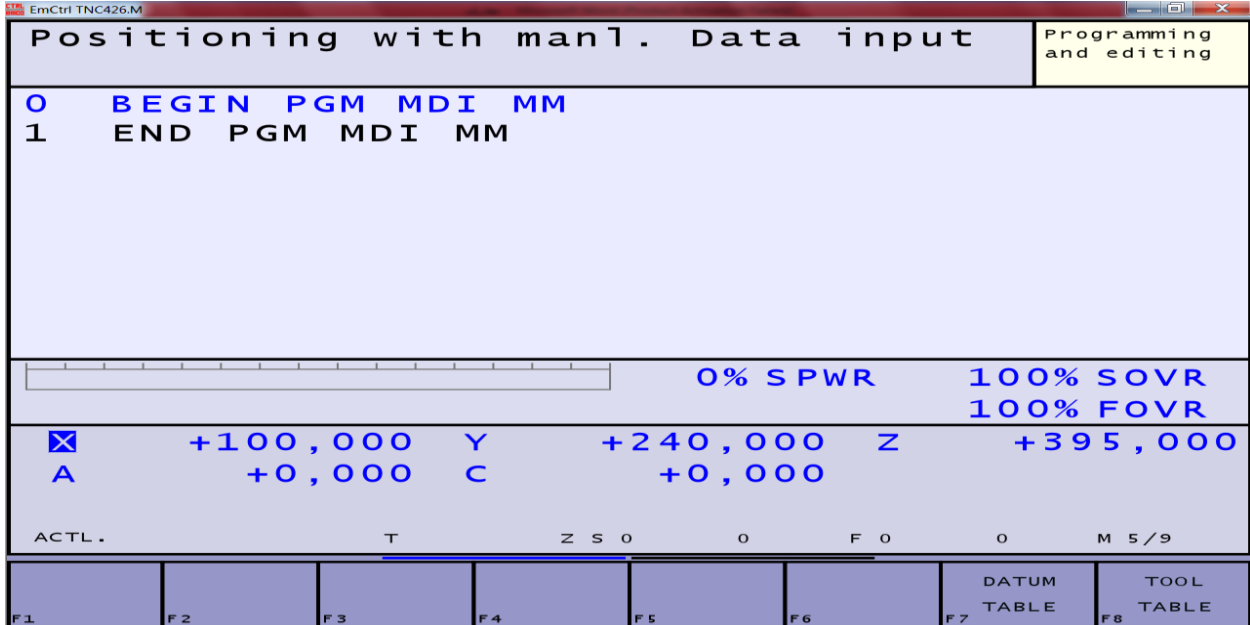 EmCtrl TNC426.M
Positioning with manl. Data input
Programming
and editing
0 BEGIN PGM MDI MM
1 END PGM MDI MM
0% SPWR 100% SOVR
100% FOVR
X +100,000 Y +240,000 Z +395,000
A +0,000 C +0,000
ACTL. T Z S 0 0 F 0 0 M 5/9
F1 F2 F3 F4 F5 F6 F7 DATUM TABLE F8 TOOL TABLE